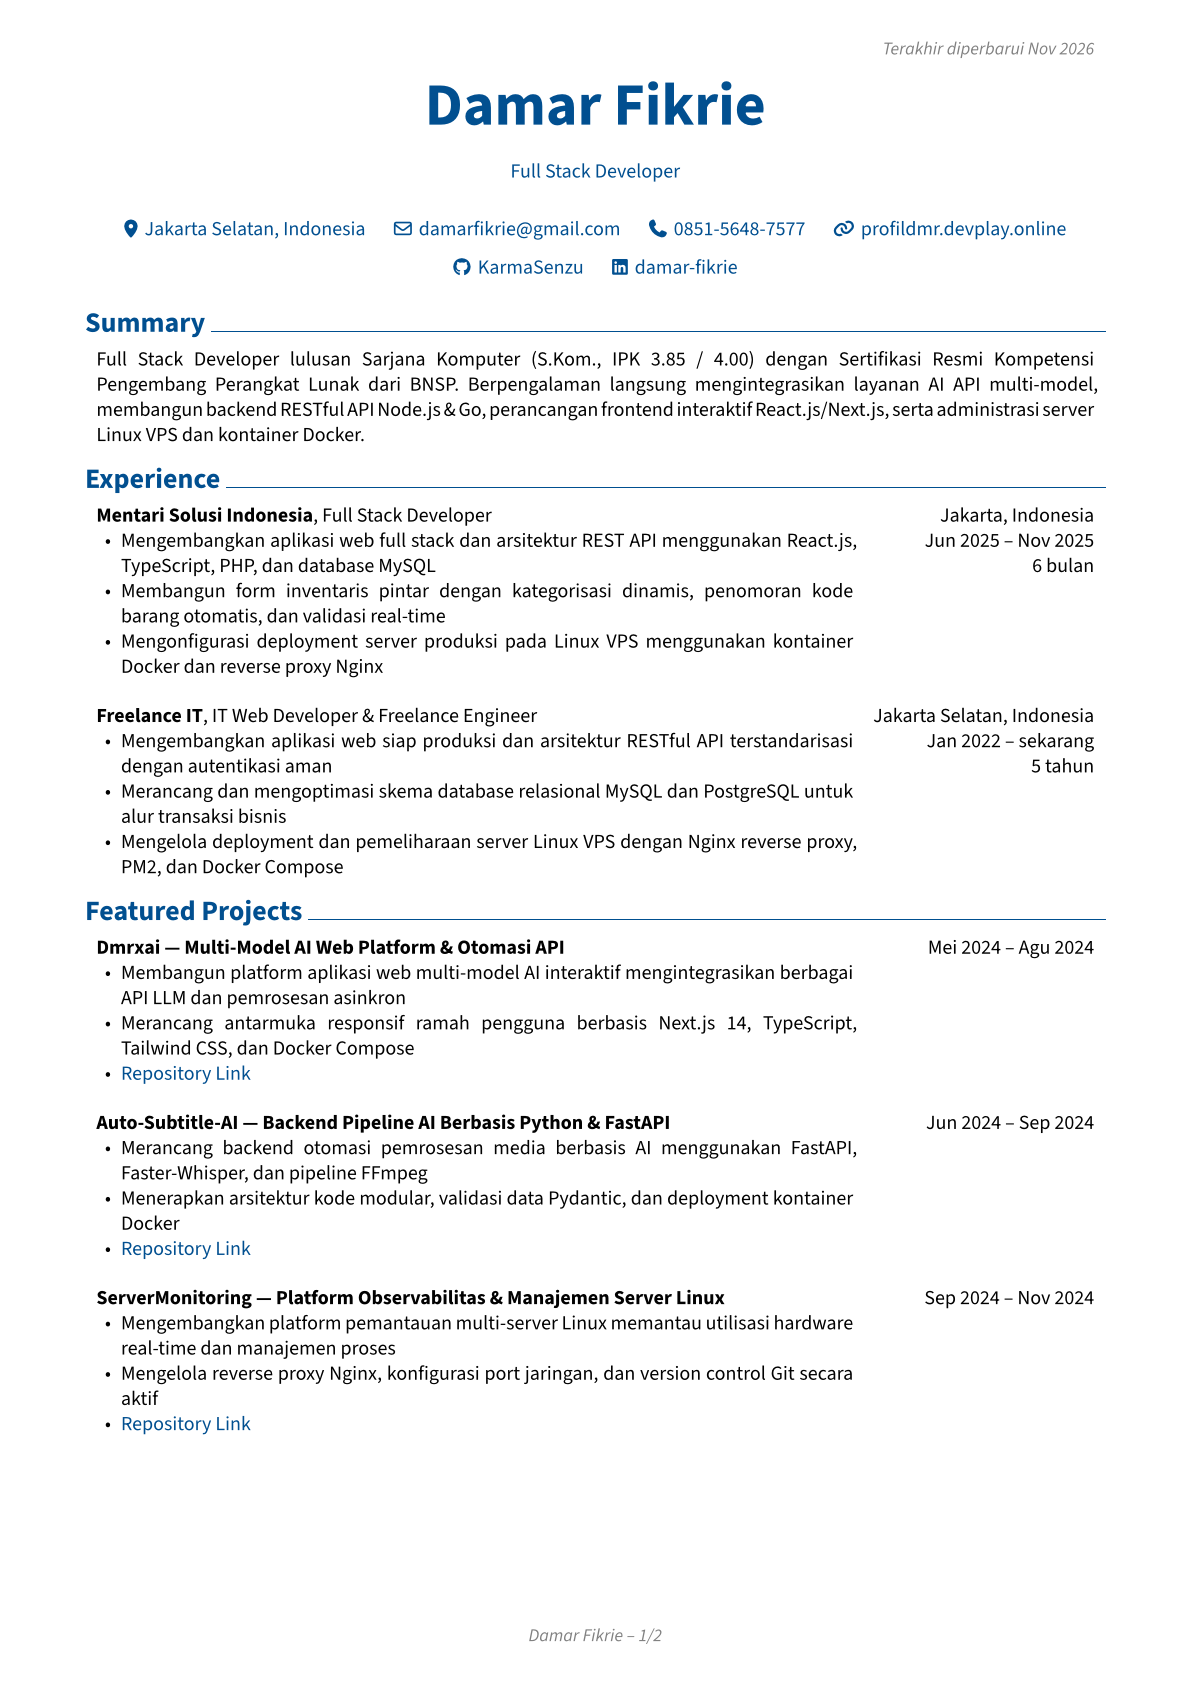 Terakhir diperbarui Nov 2026
Damar Fikrie
Full Stack Developer
Jakarta Selatan, Indonesia damarfikrie@gmail.com 0851-5648-7577 profildmr.devplay.online
KarmaSenzu damar-fikrie
Summary
Full Stack Developer lulusan Sarjana Komputer (S.Kom., IPK 3.85 / 4.00) dengan Sertifikasi Resmi Kompetensi
Pengembang Perangkat Lunak dari BNSP. Berpengalaman langsung mengintegrasikan layanan AI API multi-model,
membangun backend RESTful API Node.js & Go, perancangan frontend interaktif React.js/Next.js, serta administrasi server
Linux VPS dan kontainer Docker.
Experience
Mentari Solusi Indonesia, Full Stack Developer Jakarta, Indonesia
• Mengembangkan aplikasi web full stack dan arsitektur REST API menggunakan React.js, Jun 2025 – Nov 2025
TypeScript, PHP, dan database MySQL 6 bulan
• Membangun form inventaris pintar dengan kategorisasi dinamis, penomoran kode
barang otomatis, dan validasi real-time
• Mengonfigurasi deployment server produksi pada Linux VPS menggunakan kontainer
Docker dan reverse proxy Nginx
Freelance IT, IT Web Developer & Freelance Engineer Jakarta Selatan, Indonesia
• Mengembangkan aplikasi web siap produksi dan arsitektur RESTful API terstandarisasi Jan 2022 – sekarang
dengan autentikasi aman 5 tahun
• Merancang dan mengoptimasi skema database relasional MySQL dan PostgreSQL untuk
alur transaksi bisnis
• Mengelola deployment dan pemeliharaan server Linux VPS dengan Nginx reverse proxy,
PM2, dan Docker Compose
Featured Projects
Dmrxai — Multi-Model AI Web Platform & Otomasi API Mei 2024 – Agu 2024
• Membangun platform aplikasi web multi-model AI interaktif mengintegrasikan berbagai
API LLM dan pemrosesan asinkron
• Merancang antarmuka responsif ramah pengguna berbasis Next.js 14, TypeScript,
Tailwind CSS, dan Docker Compose
• Repository Link
Auto-Subtitle-AI — Backend Pipeline AI Berbasis Python & FastAPI Jun 2024 – Sep 2024
• Merancang backend otomasi pemrosesan media berbasis AI menggunakan FastAPI,
Faster-Whisper, dan pipeline FFmpeg
• Menerapkan arsitektur kode modular, validasi data Pydantic, dan deployment kontainer
Docker
• Repository Link
ServerMonitoring — Platform Observabilitas & Manajemen Server Linux Sep 2024 – Nov 2024
• Mengembangkan platform pemantauan multi-server Linux memantau utilisasi hardware
real-time dan manajemen proses
• Mengelola reverse proxy Nginx, konfigurasi port jaringan, dan version control Git secara
aktif
• Repository Link
Damar Fikrie – 1/2